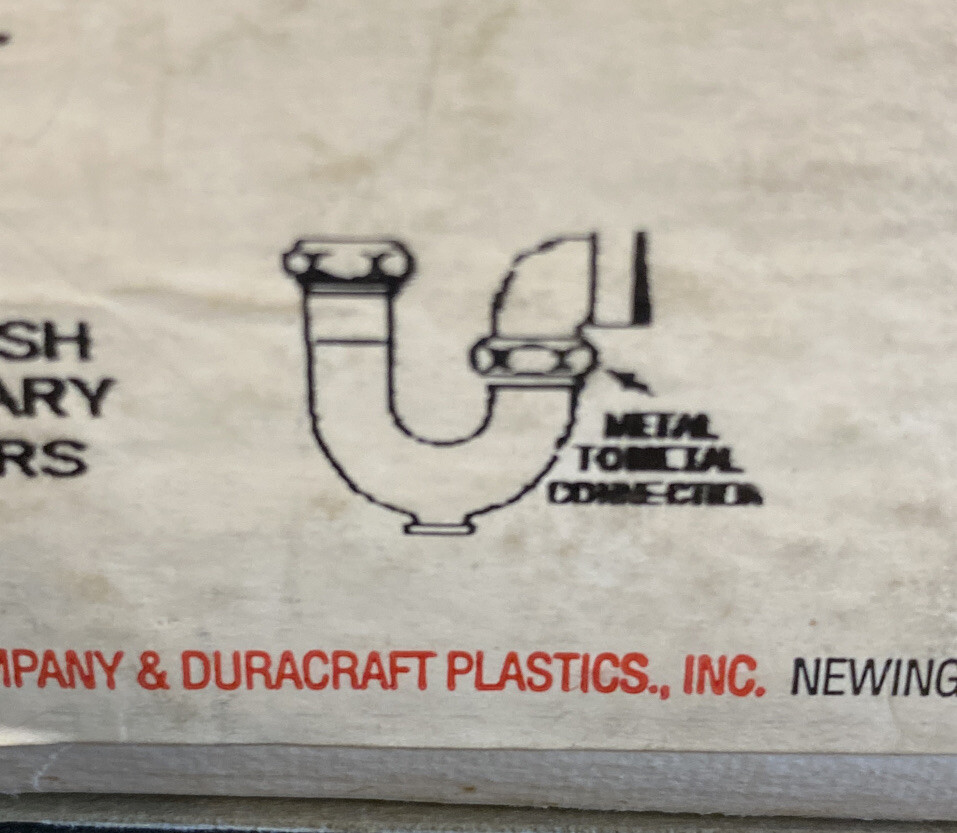 SH
ARY
RS
METAL
TO METAL
CONNECTION
MPANY & DURACRAFT PLASTICS., INC. NEWING